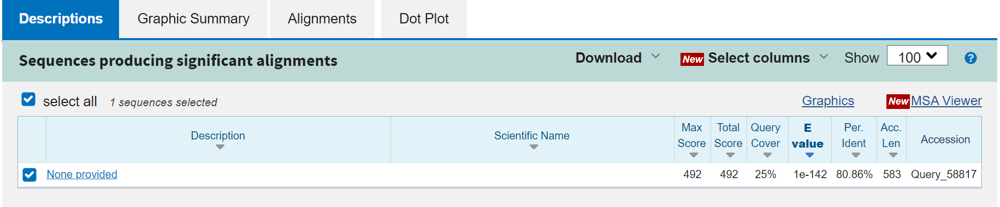 Descriptions Graphic Summary Alignments Dot Plot
Sequences producing significant alignments Download New Select columns Show 100 ?
select all 1 sequences selected Graphics New MSA Viewer
Description Scientific Name Max Score Total Score Query Cover E value Per. Ident Acc. Len Accession
None provided 492 492 25% 1e-142 80.86% 583 Query_58817